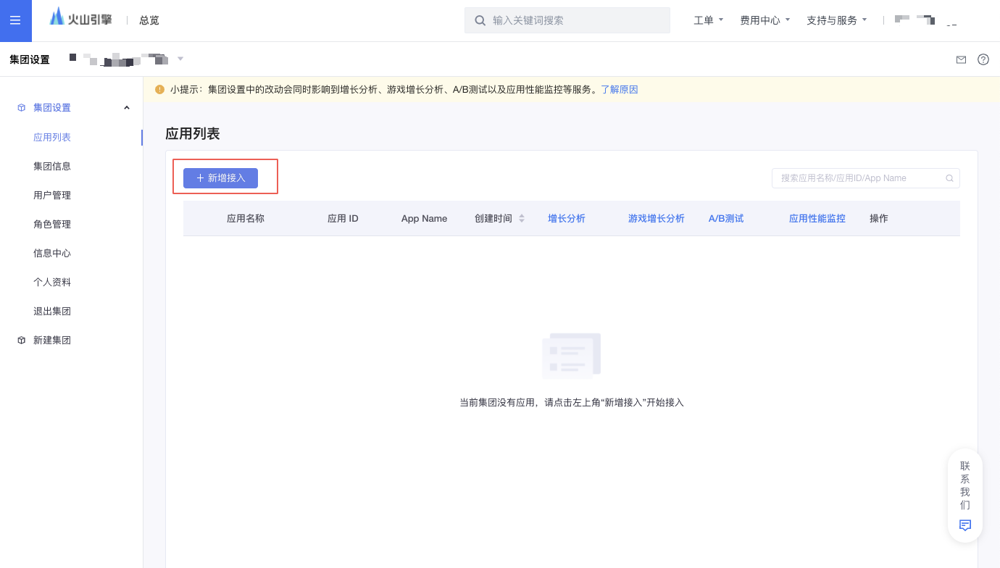 火山引擎 总览 输入关键词搜索 工单 费用中心 支持与服务
集团设置
小提示：集团设置中的改动会同时影响到增长分析、游戏增长分析、A/B测试以及应用性能监控等服务。了解原因
集团设置
应用列表
集团信息
用户管理
角色管理
信息中心
个人资料
退出集团
新建集团
应用列表
新增接入 搜索应用名称/应用ID/App Name
应用名称 应用 ID App Name 创建时间 增长分析 游戏增长分析 A/B测试 应用性能监控 操作
当前集团没有应用，请点击左上角“新增接入”开始接入
联
系
我
们